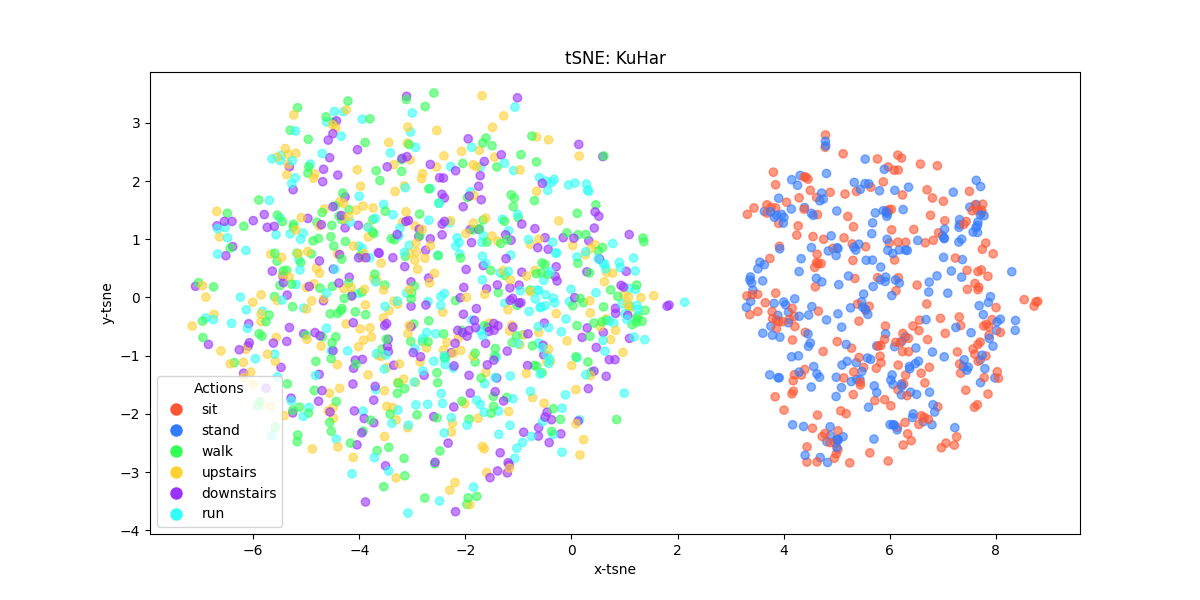 tSNE: KuHar
3
2
1
0
−1
−2
−3
−4
y-tsne
Actions
sit
stand
walk
upstairs
downstairs
run
−6 −4 −2 0 2 4 6 8
x-tsne